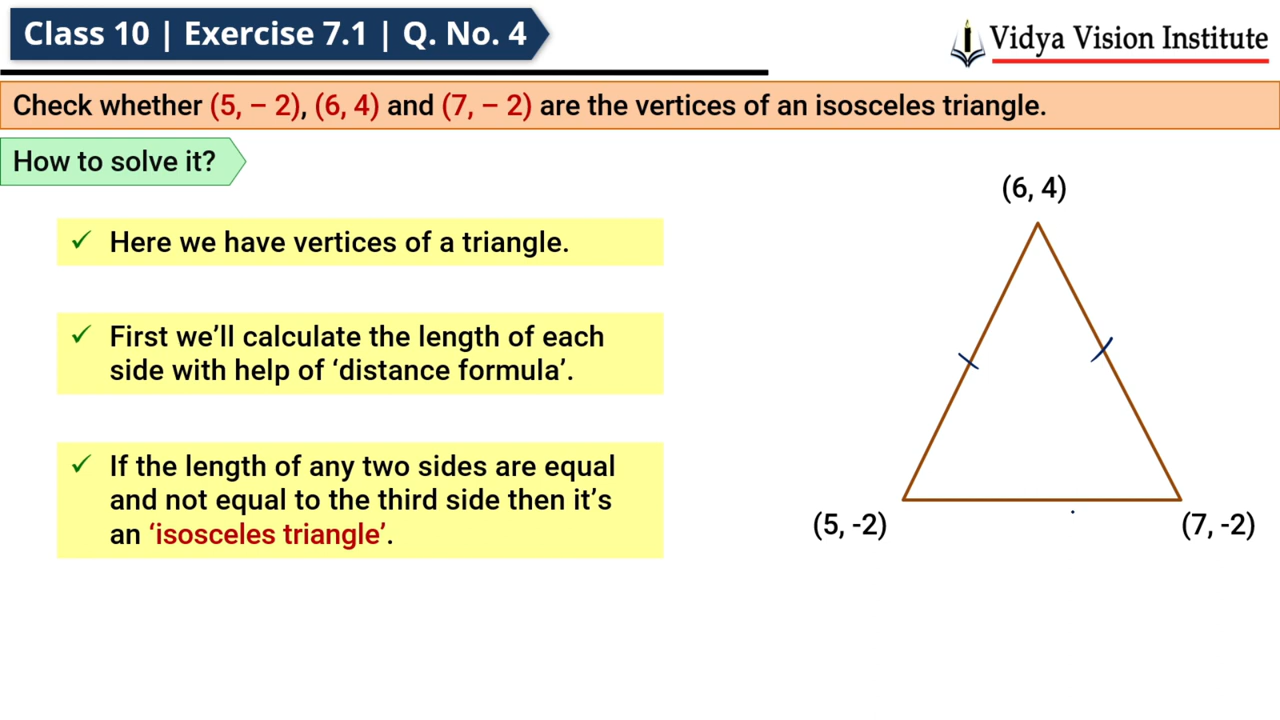 Class 10 | Exercise 7.1 | Q. No. 4
Vidya Vision Institute
Check whether (5, – 2), (6, 4) and (7, – 2) are the vertices of an isosceles triangle.
How to solve it?
✓ Here we have vertices of a triangle.
✓ First we’ll calculate the length of each
side with help of ‘distance formula’.
✓ If the length of any two sides are equal
and not equal to the third side then it’s
an ‘isosceles triangle’.
(6, 4)
(5, -2)
(7, -2)